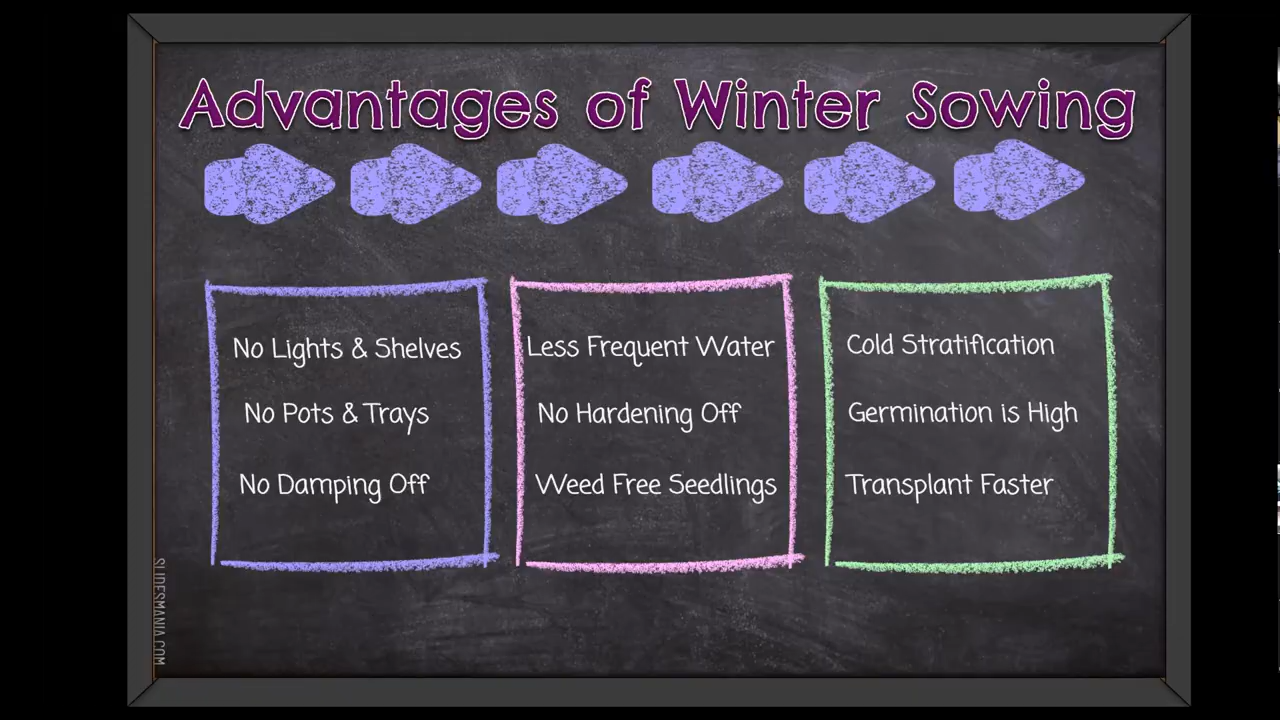 Advantages of Winter Sowing
No Lights & Shelves
No Pots & Trays
No Damping Off
Less Frequent Water
No Hardening Off
Weed Free Seedlings
Cold Stratification
Germination is High
Transplant Faster
SLIDESMANIA.COM